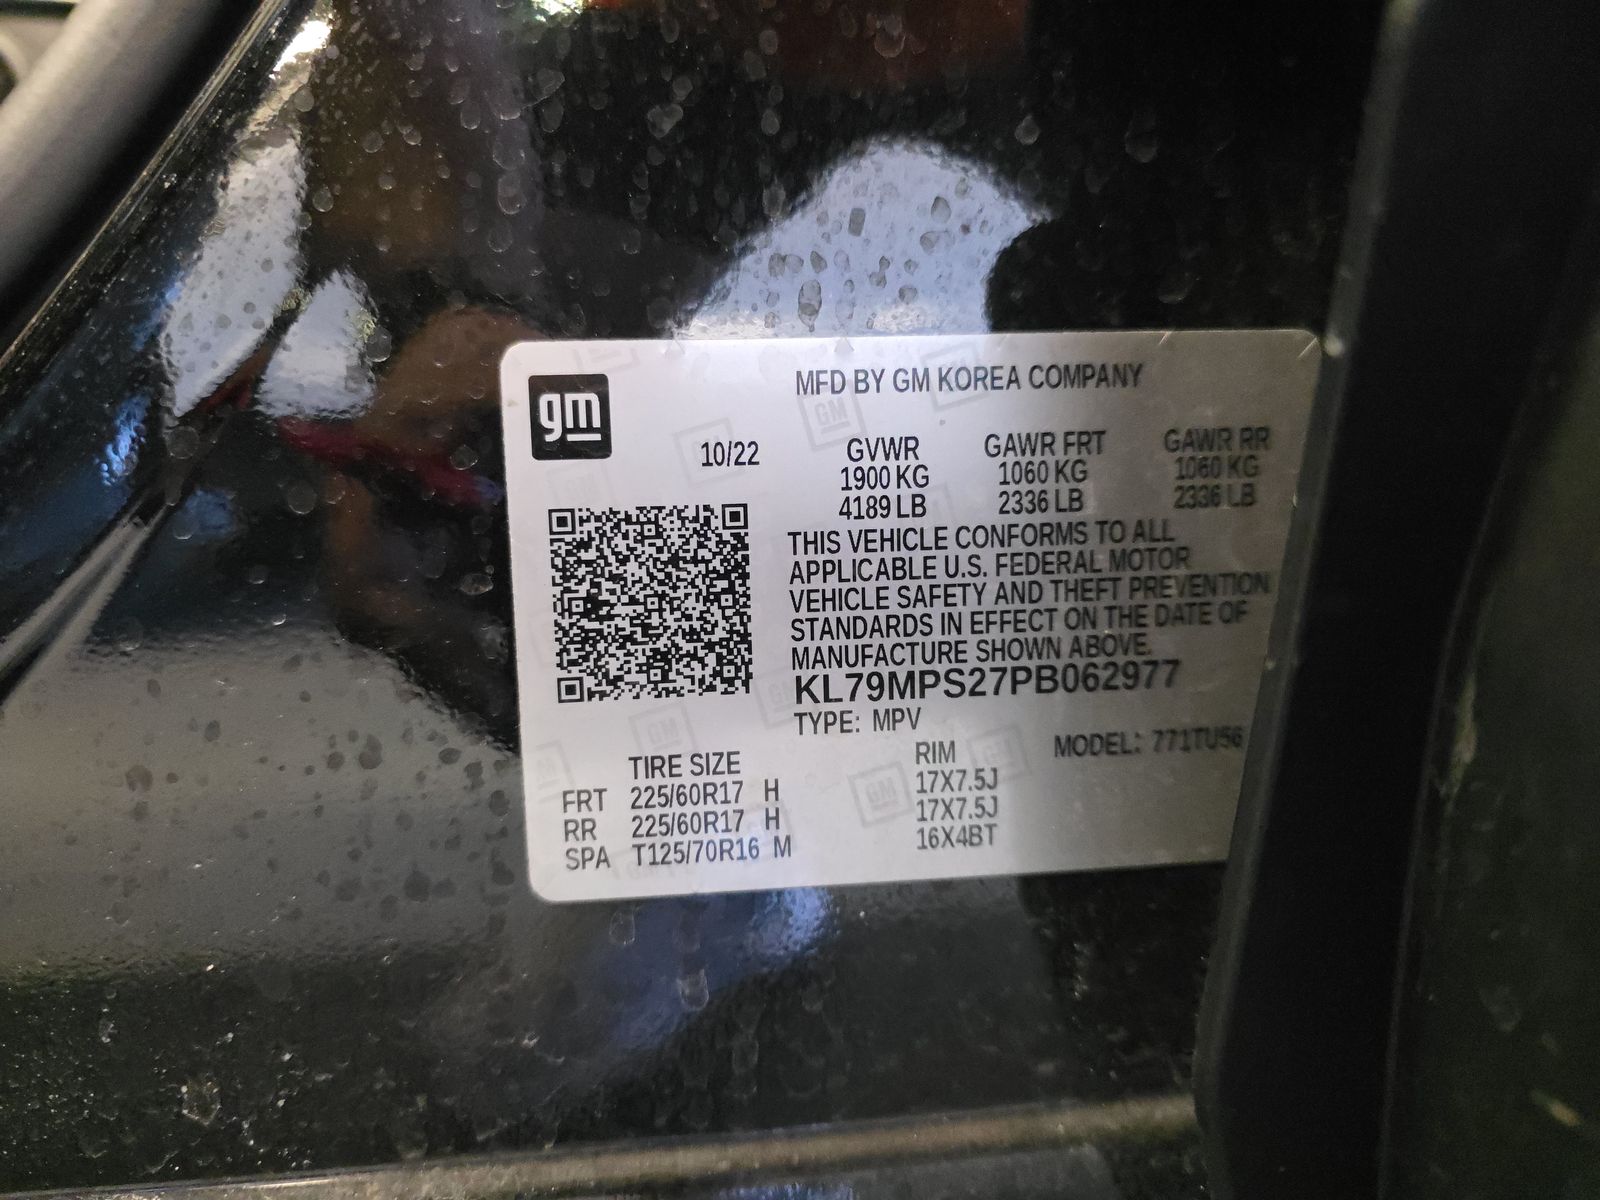 gm
MFD BY GM KOREA COMPANY
10/22 GVWR GAWR FRT GAWR RR
1900 KG 1060 KG 1060 KG
4189 LB 2336 LB 2336 LB
THIS VEHICLE CONFORMS TO ALL
APPLICABLE U.S. FEDERAL MOTOR
VEHICLE SAFETY AND THEFT PREVENTION
STANDARDS IN EFFECT ON THE DATE OF
MANUFACTURE SHOWN ABOVE.
KL79MPS27PB062977
TYPE: MPV
MODEL: 771TU56
TIRE SIZE RIM
FRT 225/60R17 H 17X7.5J
RR 225/60R17 H 17X7.5J
SPA T125/70R16 M 16X4BT